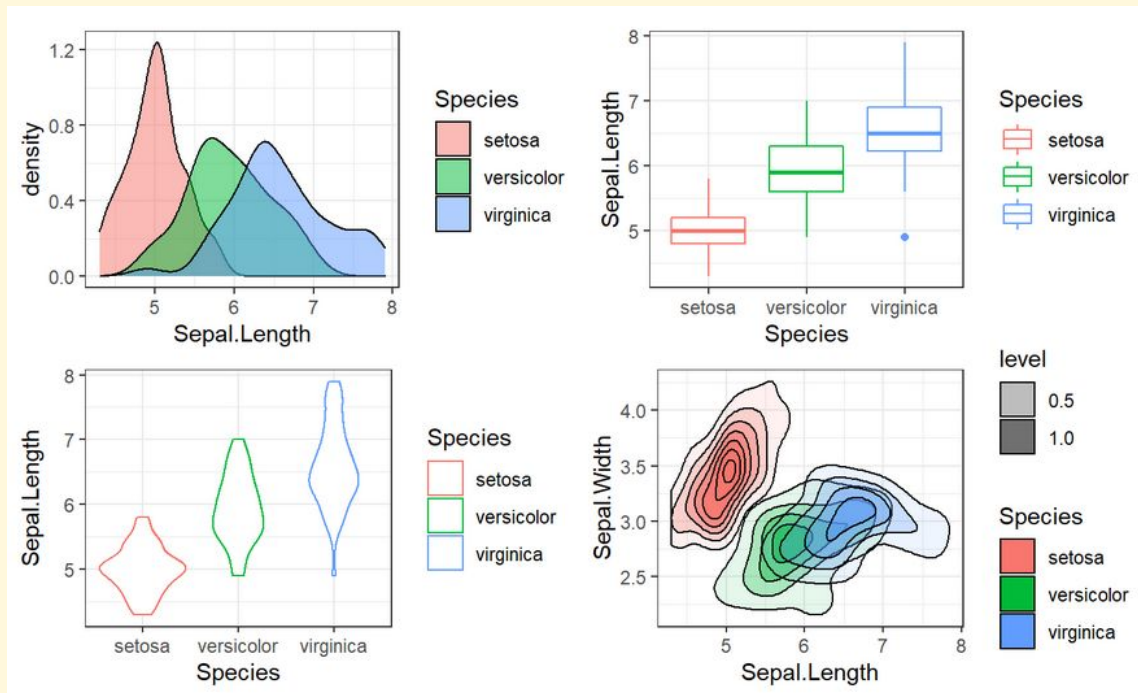 1.2
0.8
0.4
0.0
density
5 6 7 8
Sepal.Length
Species
setosa
versicolor
virginica
8
7
6
5
Sepal.Length
setosa versicolor virginica
Species
Species
setosa
versicolor
virginica
8
7
6
5
Sepal.Length
setosa versicolor virginica
Species
Species
setosa
versicolor
virginica
4.0
3.5
3.0
2.5
Sepal.Width
5 6 7 8
Sepal.Length
level
0.5
1.0
Species
setosa
versicolor
virginica